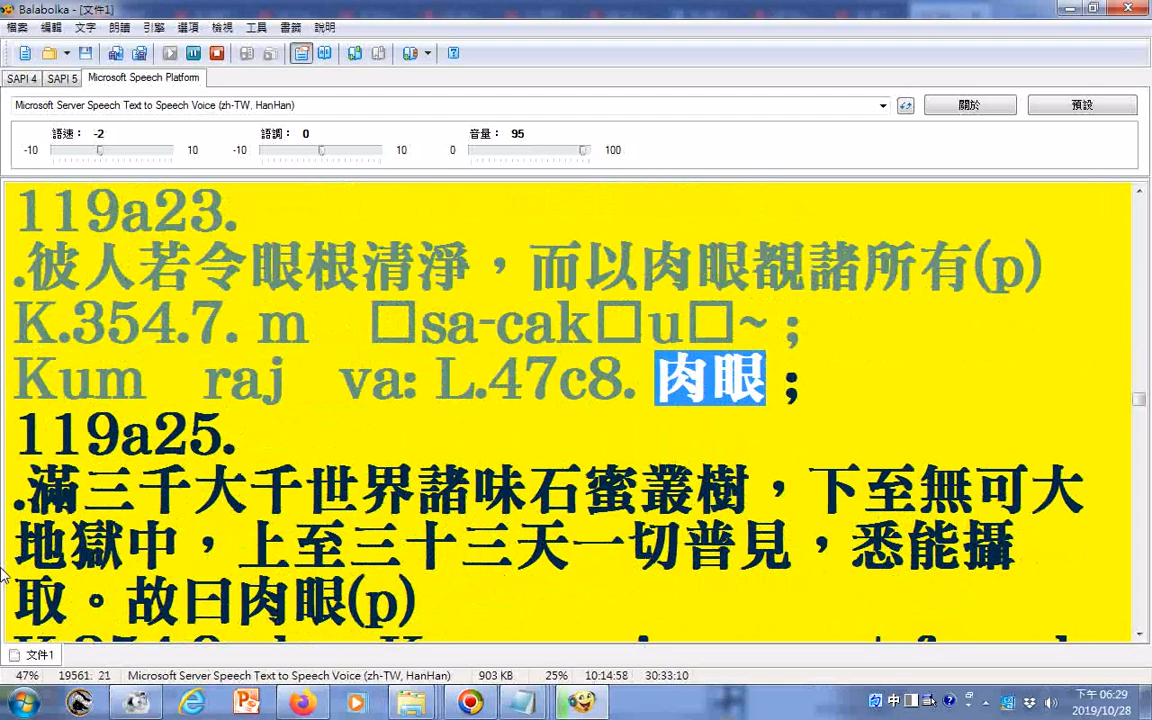 Balabolka - [文件1]
檔案 編輯 文字 朗讀 引擎 選項 檢視 工具 書籤 說明
SAPI 4 SAPI 5 Microsoft Speech Platform
Microsoft Server Speech Text to Speech Voice (zh-TW, HanHan) 關於 預設
語速： -2 語調： 0 音量： 95
-10 10 -10 10 0 100
119a23.
.彼人若令眼根清淨，而以肉眼覩諸所有(p)
K.354.7. m □sa-cak□u□~ ;
Kum raj va: L.47c8. 肉眼 ;
119a25.
.滿三千大千世界諸味石蜜叢樹，下至無可大
地獄中，上至三十三天一切普見，悉能攝
取。故曰肉眼(p)
文件1
47% 19561: 21 Microsoft Server Speech Text to Speech Voice (zh-TW, HanHan) 903 KB 25% 10:14:58 30:33:10
中 下午 06:29
2019/10/28